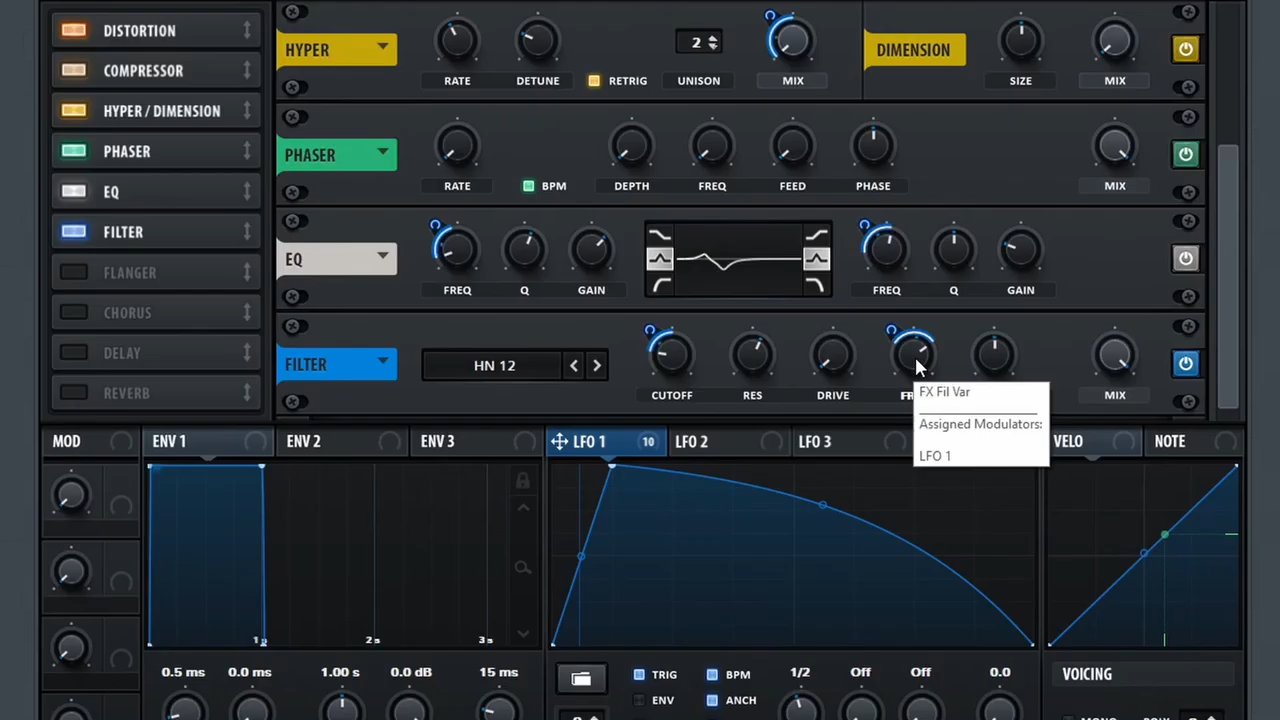 DISTORTION
COMPRESSOR
HYPER / DIMENSION
PHASER
EQ
FILTER
FLANGER
CHORUS
DELAY
REVERB
HYPER
RATE
DETUNE
RETRIG
2
UNISON
MIX
DIMENSION
SIZE
MIX
PHASER
RATE
BPM
DEPTH
FREQ
FEED
PHASE
MIX
EQ
FREQ
Q
GAIN
FREQ
Q
GAIN
FILTER
HN 12
CUTOFF
RES
DRIVE
MIX
FX Fil Var
Assigned Modulators:
LFO 1
MOD
ENV 1
ENV 2
ENV 3
LFO 1
10
LFO 2
LFO 3
VELO
NOTE
2s
3s
0.5 ms
0.0 ms
1.00 s
0.0 dB
15 ms
TRIG
BPM
ENV
ANCH
1/2
Off
Off
0.0
VOICING